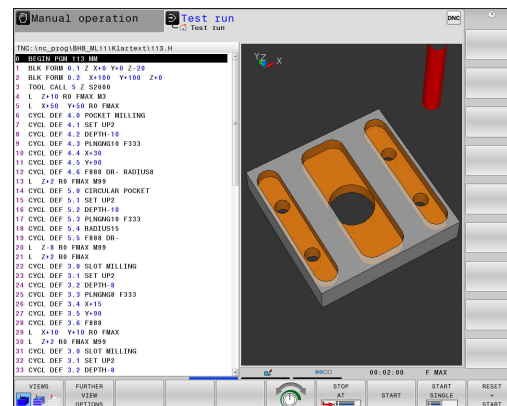 Manual operation
Test run
Test run
DNC
TNC:\nc_prog\BHB_ML11\Klartext\113.H
0 BEGIN PGM 113 MM
1 BLK FORM 0.1 Z X+0 Y+0 Z-20
2 BLK FORM 0.2 X+100 Y+100 Z+0
3 TOOL CALL 5 Z S2000
4 L Z+10 R0 FMAX M3
5 L X+50 Y+50 R0 FMAX
6 CYCL DEF 4.0 POCKET MILLING
7 CYCL DEF 4.1 SET UP2
8 CYCL DEF 4.2 DEPTH-10
9 CYCL DEF 4.3 PLNGNG10 F333
10 CYCL DEF 4.4 X+30
11 CYCL DEF 4.5 Y+90
12 CYCL DEF 4.6 F888 DR- RADIUS8
13 L Z+2 R0 FMAX M99
14 CYCL DEF 5.0 CIRCULAR POCKET
15 CYCL DEF 5.1 SET UP2
16 CYCL DEF 5.2 DEPTH-10
17 CYCL DEF 5.3 PLNGNG10 F333
18 CYCL DEF 5.4 RADIUS15
19 CYCL DEF 5.5 F888 DR-
20 L Z-8 R0 FMAX M99
21 L Z+2 R0 FMAX
22 CYCL DEF 3.0 SLOT MILLING
23 CYCL DEF 3.1 SET UP2
24 CYCL DEF 3.2 DEPTH-8
25 CYCL DEF 3.3 PLNGNG8 F333
26 CYCL DEF 3.4 X+15
27 CYCL DEF 3.5 Y+90
28 CYCL DEF 3.6 F888
29 L X+10 Y+10 R0 FMAX
30 L Z+2 R0 FMAX M99
31 CYCL DEF 3.0 SLOT MILLING
32 CYCL DEF 3.1 SET UP2
33 CYCL DEF 3.2 DEPTH-8
YZ X
00:02:00 F MAX
VIEWS
FURTHER
VIEW
OPTIONS
STOP
AT
START
START
SINGLE
RESET
+
START